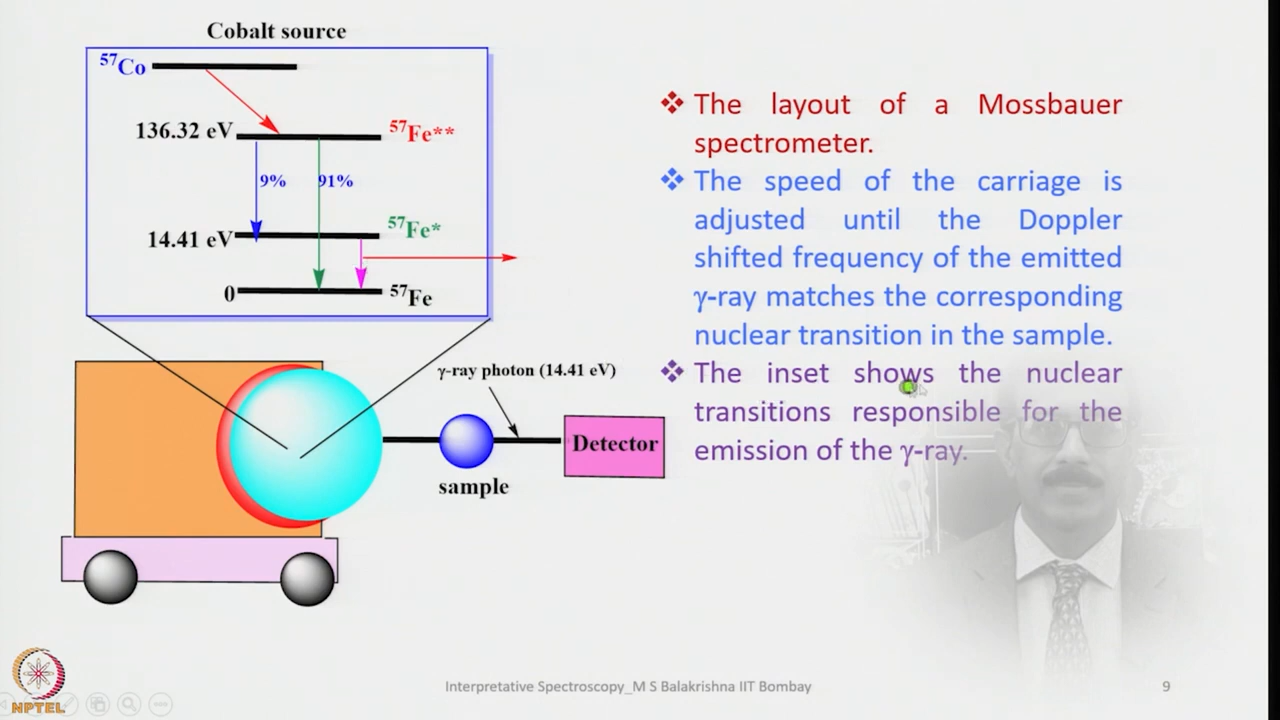 Cobalt source
⁵⁷Co
136.32 eV
⁵⁷Fe**
9%
91%
14.41 eV
⁵⁷Fe*
0
⁵⁷Fe
γ-ray photon (14.41 eV)
Detector
sample
❖ The layout of a Mossbauer
spectrometer.
❖ The speed of the carriage is
adjusted until the Doppler
shifted frequency of the emitted
γ-ray matches the corresponding
nuclear transition in the sample.
❖ The inset shows the nuclear
transitions responsible for the
emission of the γ-ray.
NPTEL
Interpretative Spectroscopy_M S Balakrishna IIT Bombay
9